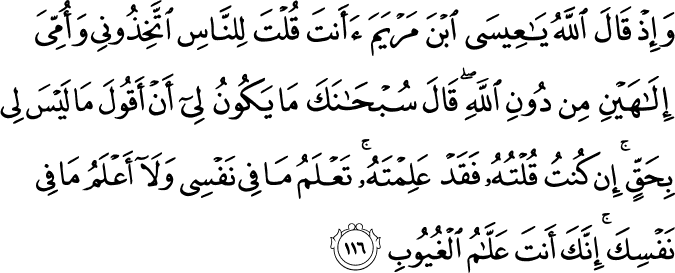 وَإِذۡ قَالَ ٱللَّهُ يَٰعِيسَى ٱبۡنَ مَرۡيَمَ ءَأَنتَ قُلۡتَ لِلنَّاسِ ٱتَّخِذُونِي وَأُمِّيَ
إِلَٰهَيۡنِ مِن دُونِ ٱللَّهِۖ قَالَ سُبۡحَٰنَكَ مَا يَكُونُ لِيٓ أَنۡ أَقُولَ مَا لَيۡسَ لِي
بِحَقٍّۚ إِن كُنتُ قُلۡتُهُۥ فَقَدۡ عَلِمۡتَهُۥۚ تَعۡلَمُ مَا فِي نَفۡسِي وَلَآ أَعۡلَمُ مَا فِي
نَفۡسِكَۚ إِنَّكَ أَنتَ عَلَّٰمُ ٱلۡغُيُوبِ ١١٦